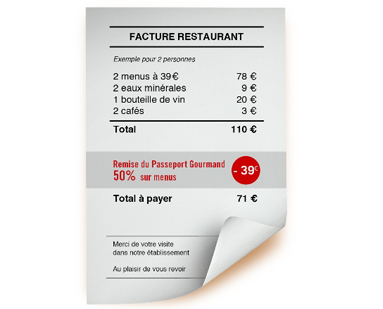 FACTURE RESTAURANT
Exemple pour 2 personnes
2 menus à 39€ 78 €
2 eaux minérales 9 €
1 bouteille de vin 20 €
2 cafés 3 €
Total 110 €
Remise du Passeport Gourmand
50% sur menus - 39€
Total à payer 71 €
Merci de votre visite
dans notre établissement
Au plaisir de vous revoir